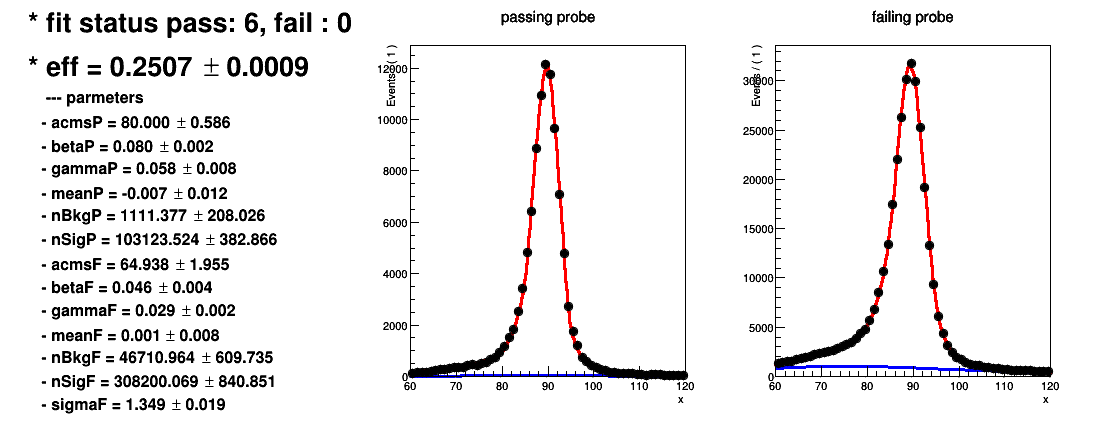 * fit status pass: 6, fail : 0
* eff = 0.2507 ± 0.0009
--- parmeters
- acmsP = 80.000 ± 0.586
- betaP = 0.080 ± 0.002
- gammaP = 0.058 ± 0.008
- meanP = -0.007 ± 0.012
- nBkgP = 1111.377 ± 208.026
- nSigP = 103123.524 ± 382.866
- acmsF = 64.938 ± 1.955
- betaF = 0.046 ± 0.004
- gammaF = 0.029 ± 0.002
- meanF = 0.001 ± 0.008
- nBkgF = 46710.964 ± 609.735
- nSigF = 308200.069 ± 840.851
- sigmaF = 1.349 ± 0.019
passing probe
Events / ( 1 )
12000
10000
8000
6000
4000
2000
0
60 70 80 90 100 110 120
x
failing probe
Events / ( 1 )
30000
25000
20000
15000
10000
5000
0
60 70 80 90 100 110 120
x